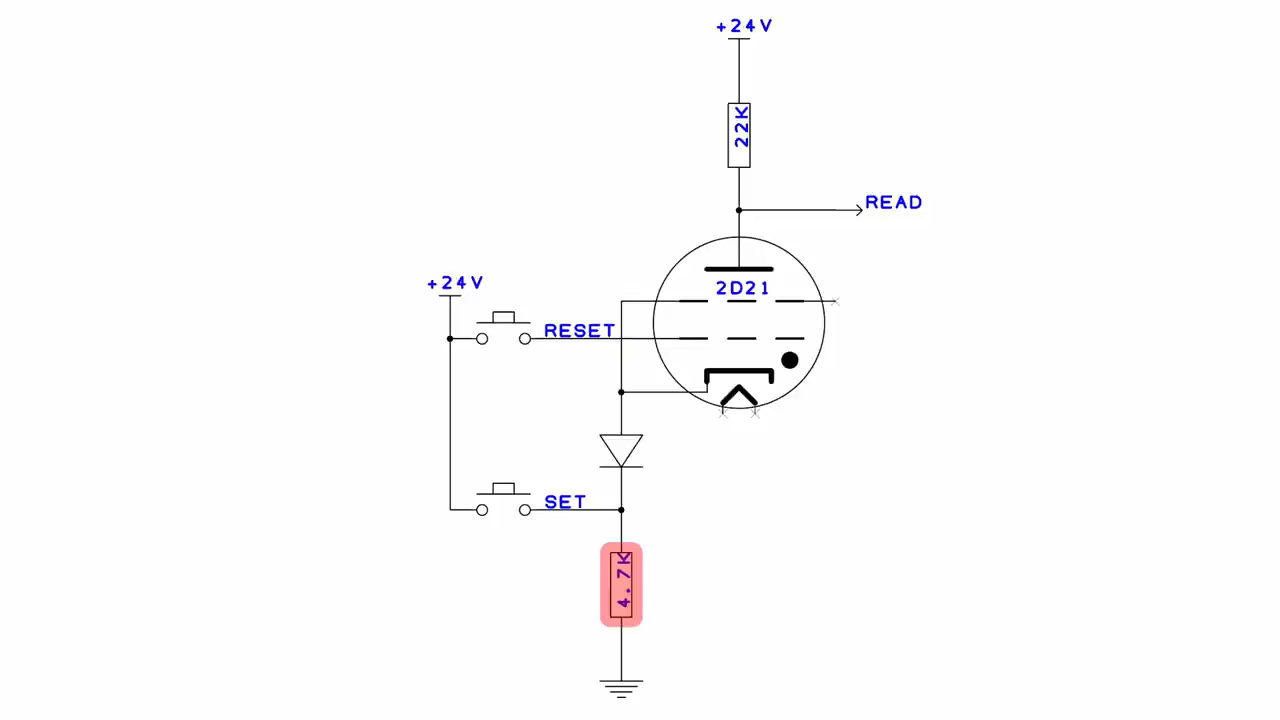 +24V
22K
READ
+24V
2D21
RESET
SET
4.7K